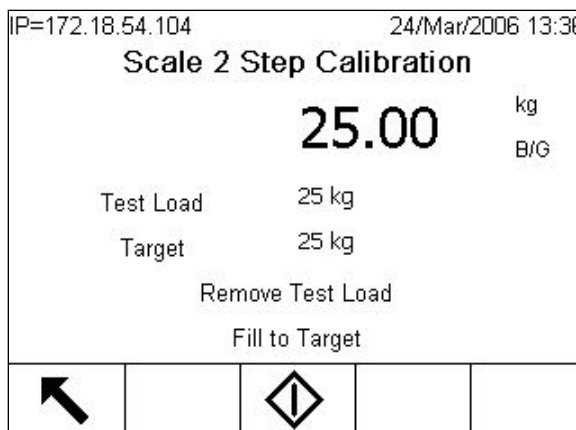 IP=172.18.54.104 24/Mar/2006 13:36
Scale 2 Step Calibration
25.00 kg
B/G
Test Load 25 kg
Target 25 kg
Remove Test Load
Fill to Target